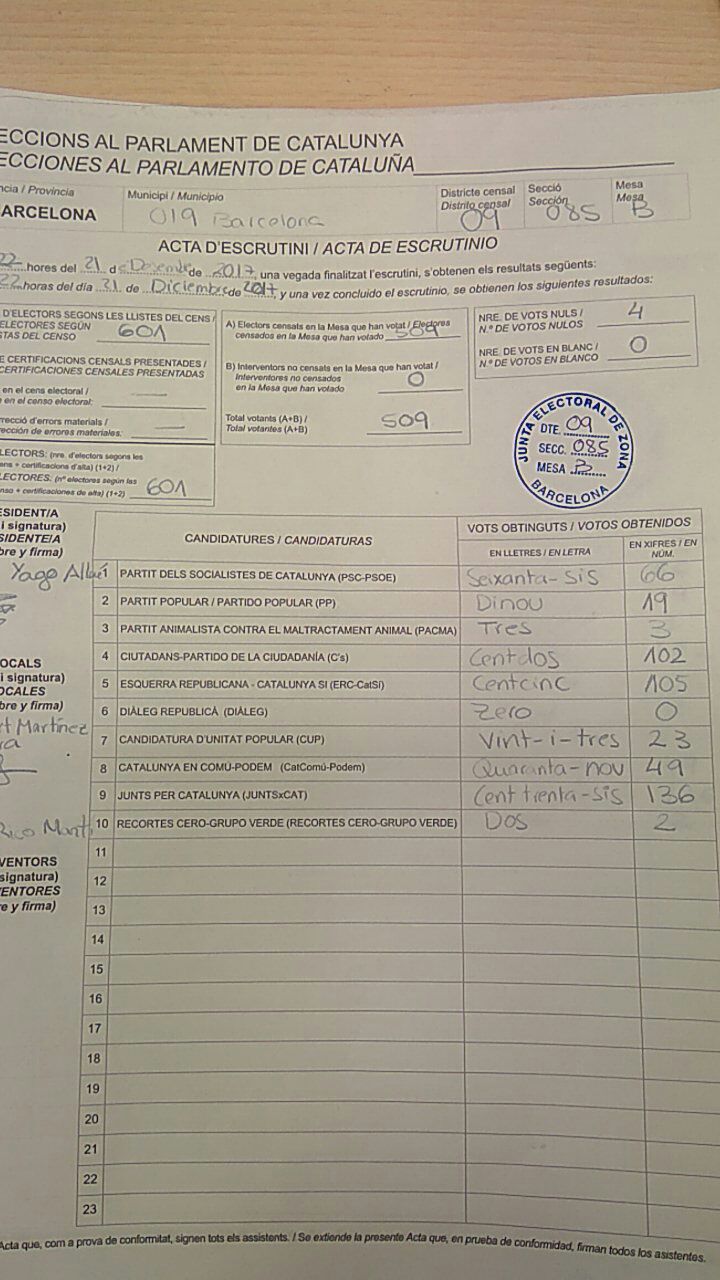 ECCIONS AL PARLAMENT DE CATALUNYA
ECCIONES AL PARLAMENTO DE CATALUÑA
ncia / Provincia
ARCELONA
Municipi / Municipio
019 Barcelona
Districte censal
Distrito censal
09
Secció
Sección
085
Mesa
Mesa
B
ACTA D'ESCRUTINI / ACTA DE ESCRUTINIO
22 hores del 21 d de 2017, una vegada finalitzat l'escrutini, s'obtenen els resultats següents:
22 horas del día 21 de Diciembre de 2017, y una vez concluido el escrutinio, se obtienen los siguientes resultados:
D'ELECTORS SEGONS LES LLISTES DEL CENS /
ELECTORES SEGÚN
STAS DEL CENSO
601
E CERTIFICACIONS CENSALS PRESENTADES /
CERTIFICACIONES CENSALES PRESENTADAS
en el cens electoral /
en el censo electoral:
rrecció d'errors materials /
rección de errores materiales:
LECTORS: (nre. d'electors segons les
ens + certificacions d'alta) (1+2) /
LECTORES: (nº electores según las
nso + certificaciones de alta) (1+2)
601
A) Electors censats en la Mesa que han votat / Electores
censados en la Mesa que han votado
509
B) Interventors no censats en la Mesa que han votat /
Interventores no censados
en la Mesa que han votado
0
Total votants (A+B) /
Total votantes (A+B)
509
NRE. DE VOTS NULS /
N.º DE VOTOS NULOS
4
NRE. DE VOTS EN BLANC /
N.º DE VOTOS EN BLANCO
0
JUNTA ELECTORAL DE ZONA
DTE. 09
SECC. 085
MESA B
BARCELONA
ESIDENT/A
i signatura)
SIDENTE/A
bre y firma)
Yago
OCALS
i signatura)
OCALES
bre y firma)
rt Martínez
ra
Rico Martí
VENTORS
signatura)
VENTORES
e y firma)
CANDIDATURES / CANDIDATURAS
VOTS OBTINGUTS / VOTOS OBTENIDOS
EN LLETRES / EN LETRA
EN XIFRES / EN NÚM.
1 PARTIT DELS SOCIALISTES DE CATALUNYA (PSC-PSOE) Seixanta-sis 66
2 PARTIT POPULAR / PARTIDO POPULAR (PP) Dinou 19
3 PARTIT ANIMALISTA CONTRA EL MALTRACTAMENT ANIMAL (PACMA) Tres 3
4 CIUTADANS-PARTIDO DE LA CIUDADANÍA (C's) Centdos 102
5 ESQUERRA REPUBLICANA - CATALUNYA SI (ERC-CatSí) Centcinc 105
6 DIÀLEG REPUBLICÀ (DIÀLEG) Zero 0
7 CANDIDATURA D'UNITAT POPULAR (CUP) Vint-i-tres 23
8 CATALUNYA EN COMÚ-PODEM (CatComú-Podem) Quaranta-nou 49
9 JUNTS PER CATALUNYA (JUNTSxCAT) Cent trenta-sis 136
10 RECORTES CERO-GRUPO VERDE (RECORTES CERO-GRUPO VERDE) Dos 2
11
12
13
14
15
16
17
18
19
20
21
22
23
Acta que, com a prova de conformitat, signen tots els assistents. / Se extiende la presente Acta que, en prueba de conformidad, firman todos los asistentes.